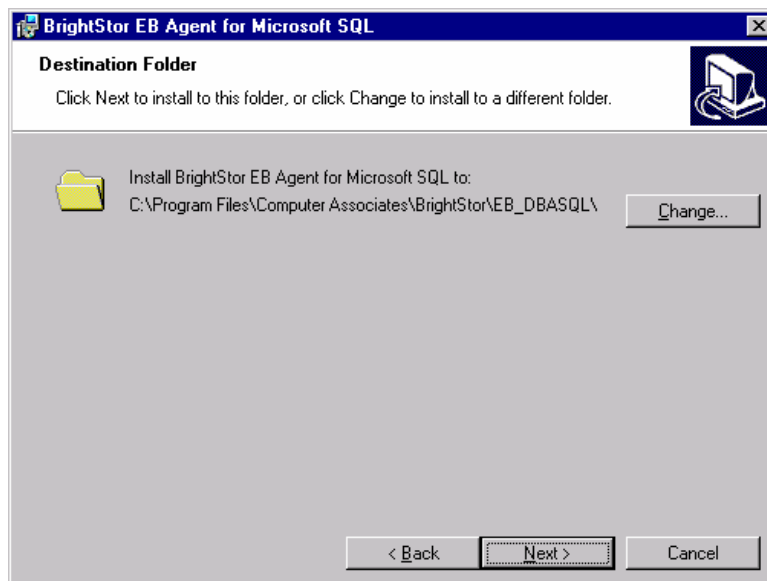 BrightStor EB Agent for Microsoft SQL
Destination Folder
Click Next to install to this folder, or click Change to install to a different folder.
Install BrightStor EB Agent for Microsoft SQL to:
C:\Program Files\Computer Associates\BrightStor\EB_DBASQL\
Change...
< Back
Next >
Cancel